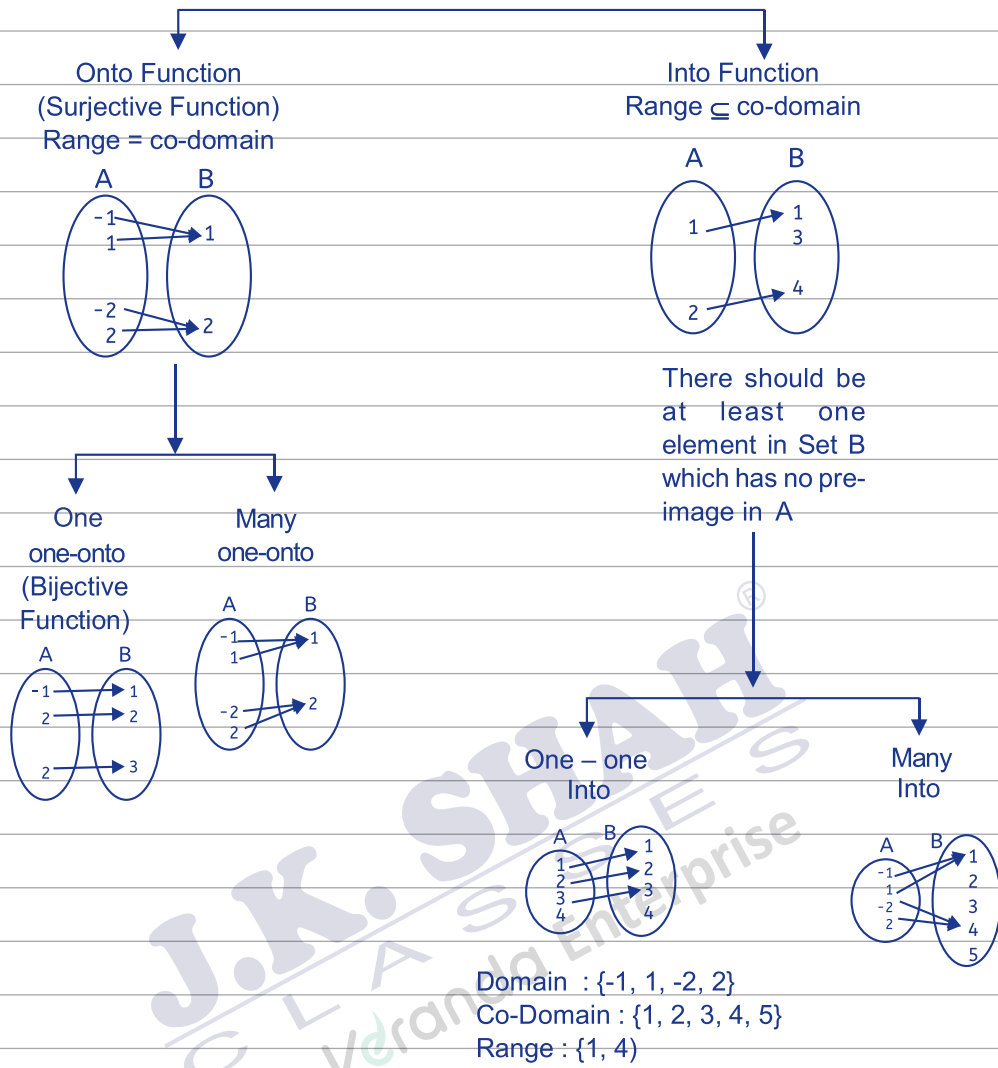 Onto Function
(Surjective Function)
Range = co-domain
A B
-1
1
1
-2
2
2
Into Function
Range ⊆ co-domain
A B
1
2
1
3
4
There should be
at least one
element in Set B
which has no pre-
image in A
One
one-onto
(Bijective
Function)
A B
-1
2
2
1
2
3
Many
one-onto
A B
-1
1
-2
2
1
2
One – one
Into
A B
1
2
3
4
1
2
3
4
Many
Into
A B
-1
1
-2
2
1
2
3
4
5
Domain : {-1, 1, -2, 2}
Co-Domain : {1, 2, 3, 4, 5}
Range : {1, 4)
J.K. SHAH®
CLASSES
Veranda Enterprise